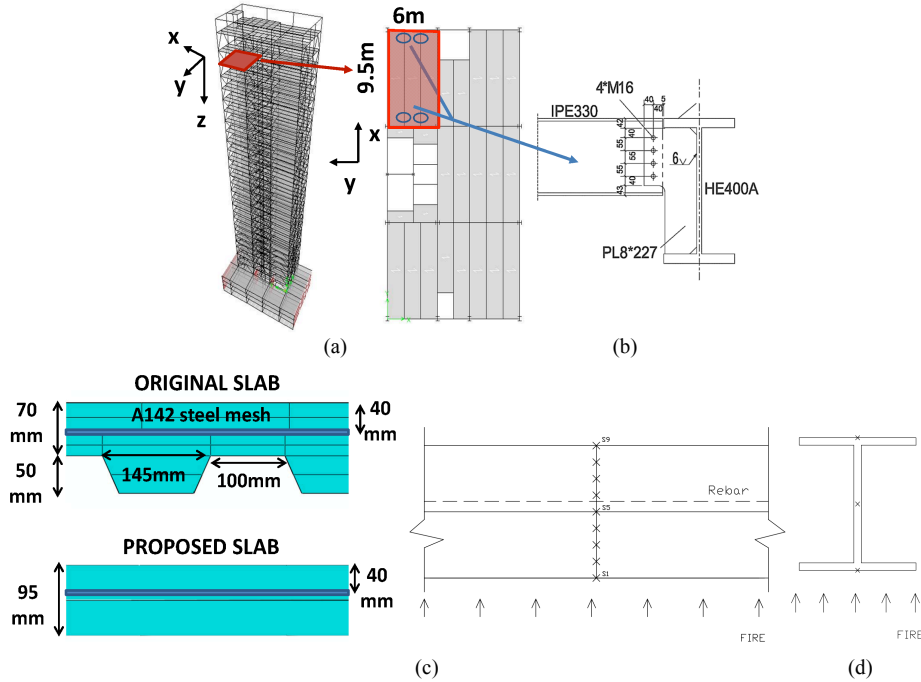 x
y
z
6m
9.5m
x
y
4*M16
40
5
40
IPE330
42
40
55
55
55
40
43
6
HE400A
PL8*227
(a)
(b)
ORIGINAL SLAB
70
mm
A142 steel mesh
40
mm
50
mm
145mm
100mm
PROPOSED SLAB
95
mm
40
mm
S9
Rebar
S5
S1
FIRE
FIRE
(c)
(d)